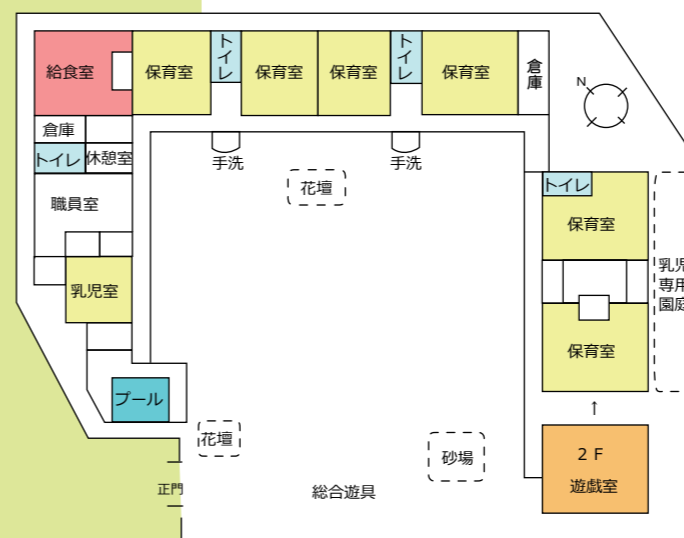 給食室
保育室
トイレ
保育室
保育室
トイレ
保育室
倉庫
N
倉庫
トイレ
休憩室
手洗
手洗
花壇
トイレ
職員室
保育室
乳児室
乳児
専用
園庭
保育室
プール
↑
花壇
砂場
2F
遊戯室
正門
総合遊具